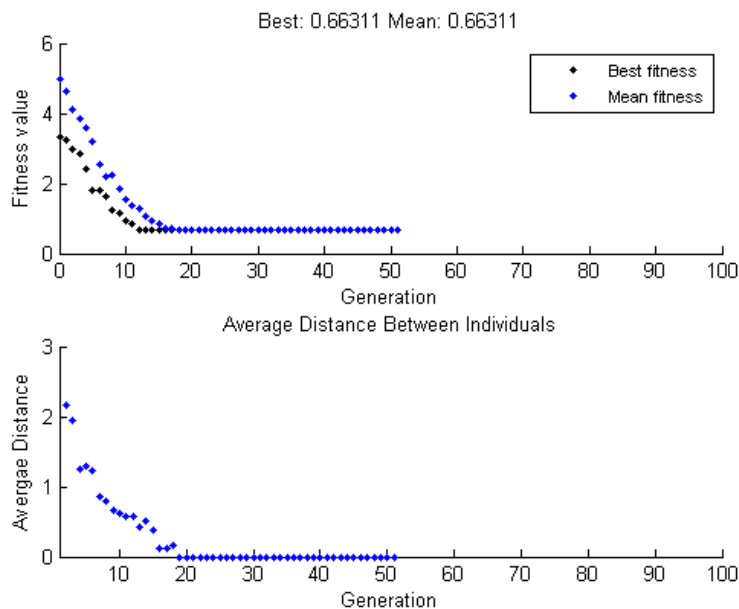 Best: 0.66311 Mean: 0.66311
6
4
2
0
Fitness value
Best fitness
Mean fitness
0 10 20 30 40 50 60 70 80 90 100
Generation
Average Distance Between Individuals
3
2
1
0
Avergae Distance
10 20 30 40 50 60 70 80 90 100
Generation